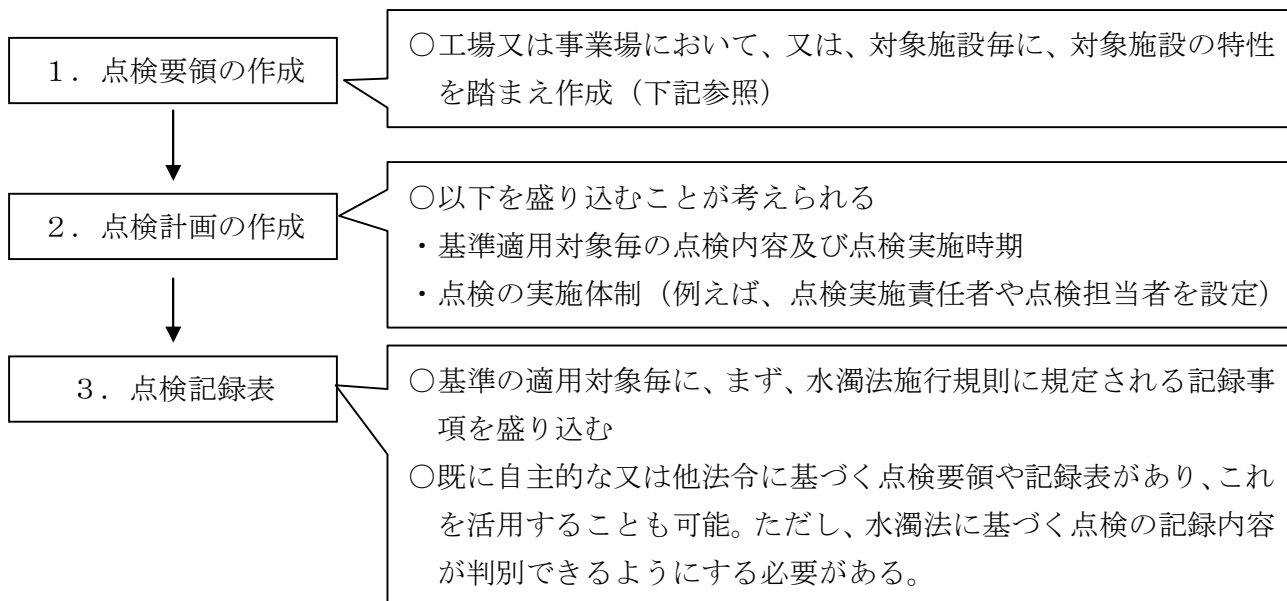 １．点検要領の作成
○工場又は事業場において、又は、対象施設毎に、対象施設の特性
を踏まえ作成（下記参照）
２．点検計画の作成
○以下を盛り込むことが考えられる
・基準適用対象毎の点検内容及び点検実施時期
・点検の実施体制（例えば、点検実施責任者や点検担当者を設定）
３．点検記録表
○基準の適用対象毎に、まず、水濁法施行規則に規定される記録事
項を盛り込む
○既に自主的な又は他法令に基づく点検要領や記録表があり、これ
を活用することも可能。ただし、水濁法に基づく点検の記録内容
が判別できるようにする必要がある。